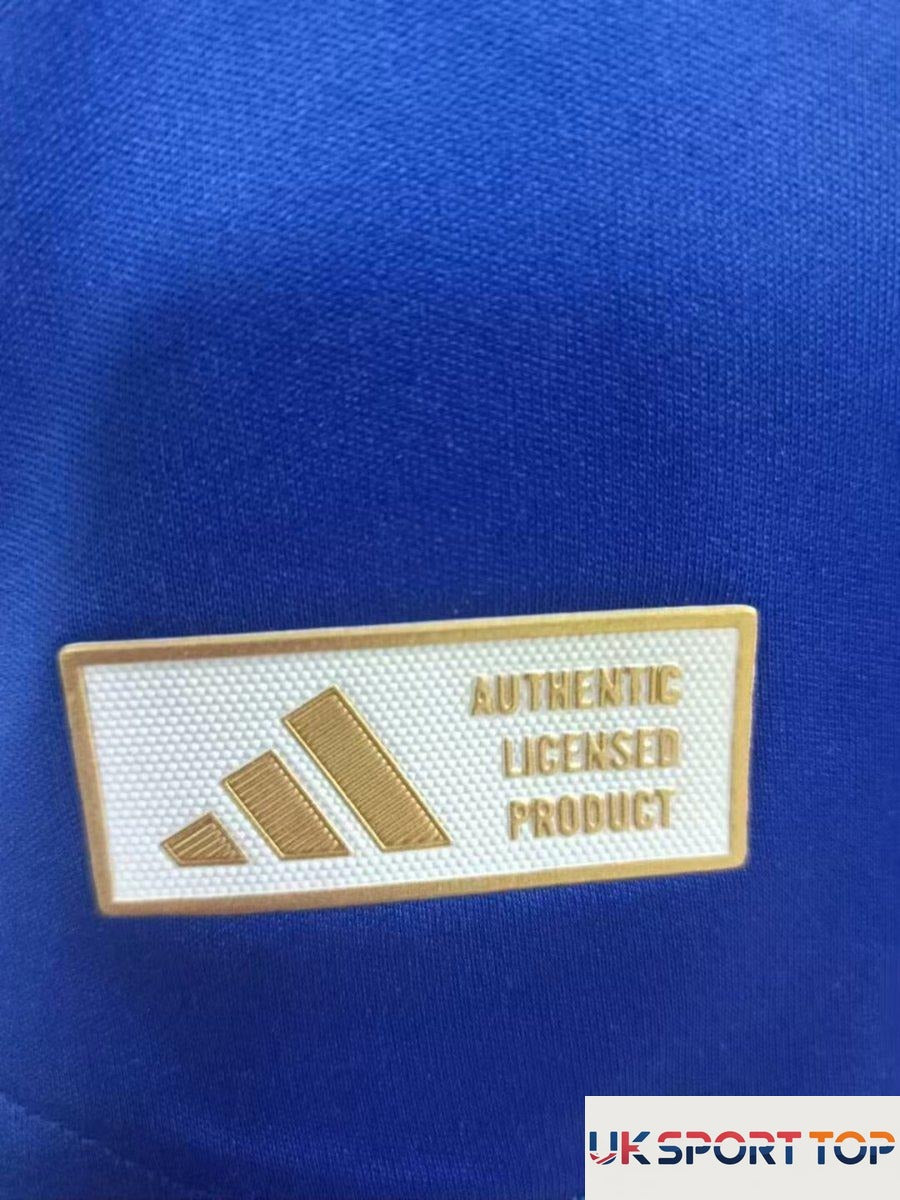 AUTHENTIC
LICENSED
PRODUCT
UK SPORT TOP